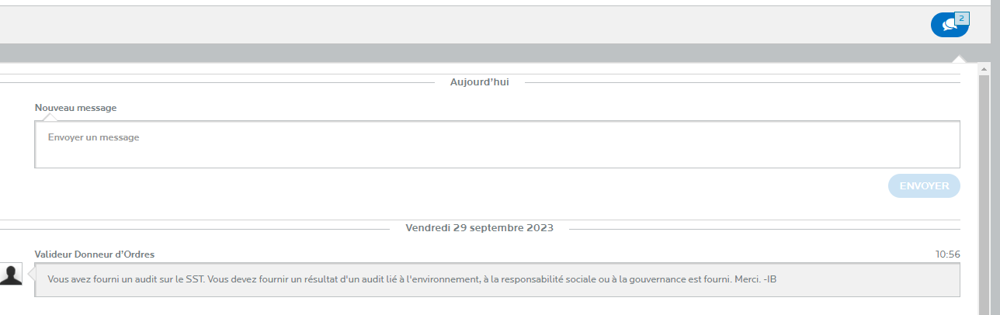 2
Aujourd'hui
Nouveau message
Envoyer un message
ENVOYER
Vendredi 29 septembre 2023
Valideur Donneur d'Ordres
10:56
Vous avez fourni un audit sur le SST. Vous devez fournir un résultat d'un audit lié à l'environnement, à la responsabilité sociale ou à la gouvernance est fourni. Merci. -IB